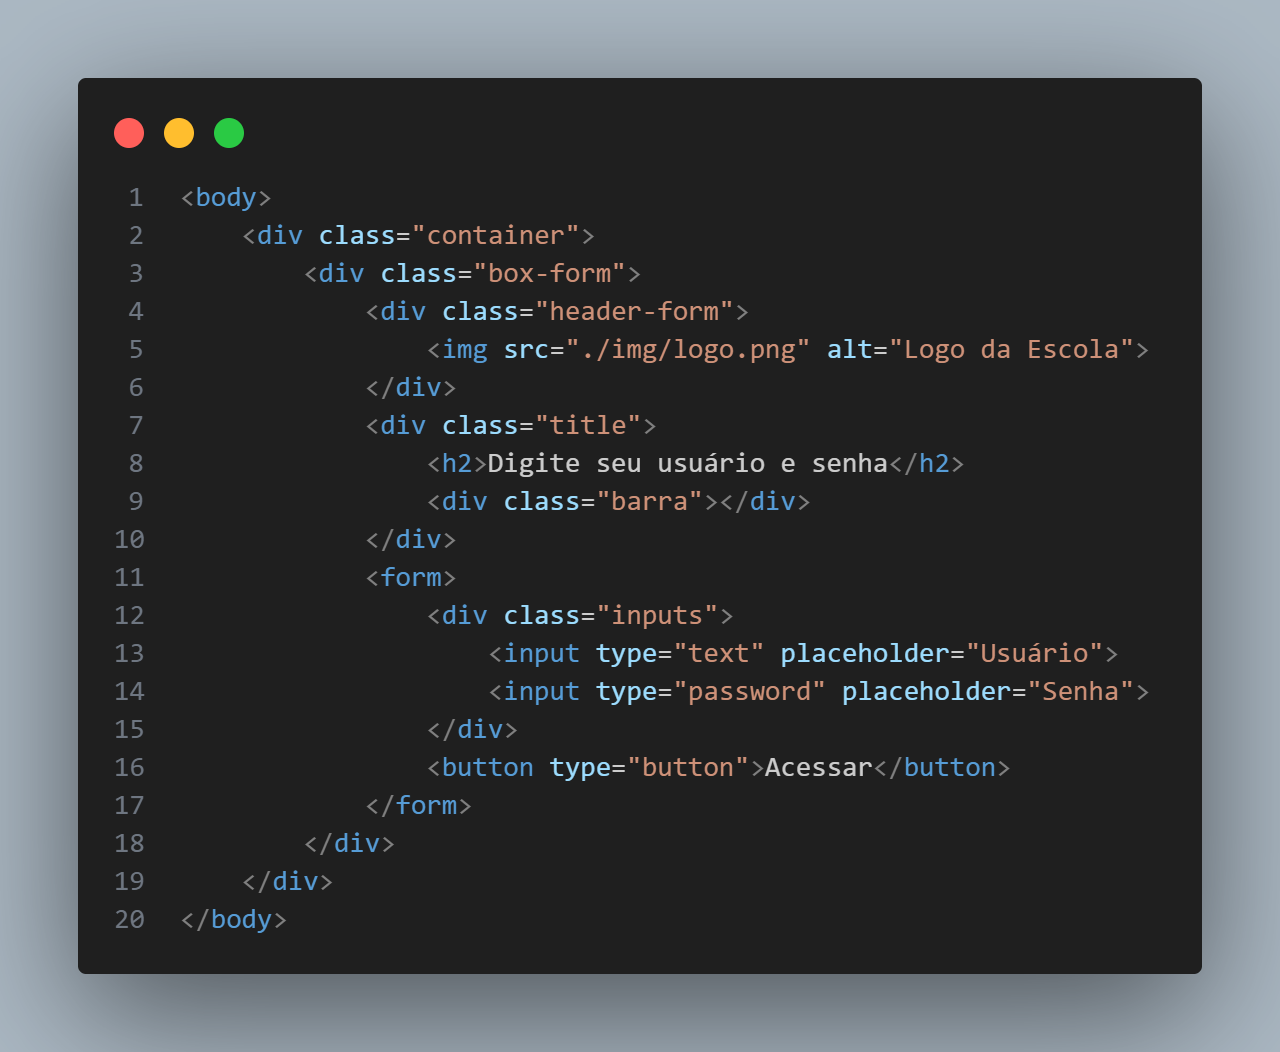 1 <body>
2     <div class="container">
3         <div class="box-form">
4             <div class="header-form">
5                 <img src="./img/logo.png" alt="Logo da Escola">
6             </div>
7             <div class="title">
8                 <h2>Digite seu usuário e senha</h2>
9                 <div class="barra"></div>
10             </div>
11             <form>
12                 <div class="inputs">
13                     <input type="text" placeholder="Usuário">
14                     <input type="password" placeholder="Senha">
15                 </div>
16                 <button type="button">Acessar</button>
17             </form>
18         </div>
19     </div>
20 </body>